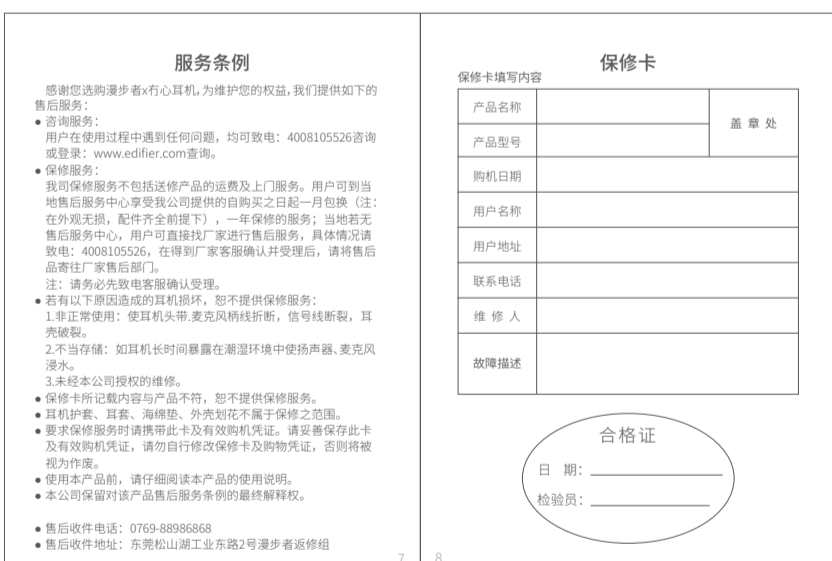 服务条例
感谢您选购漫步者x冇心耳机,为维护您的权益,我们提供如下的
售后服务：
● 咨询服务：
用户在使用过程中遇到任何问题，均可致电：4008105526咨询
或登录：www.edifier.com查询。
● 保修服务：
我司保修服务不包括送修产品的运费及上门服务。用户可到当
地售后服务中心享受我公司提供的自购买之日起一月包换（注：
在外观无损，配件齐全前提下），一年保修的服务；当地若无
售后服务中心，用户可直接找厂家进行售后服务，具体情况请
致电：4008105526，在得到厂家客服确认并受理后，请将售后
品寄往厂家售后部门。
注：请务必先致电客服确认受理。
● 若有以下原因造成的耳机损坏，恕不提供保修服务：
1.非正常使用：使耳机头带.麦克风柄线折断，信号线断裂，耳
壳破裂。
2.不当存储：如耳机长时间暴露在潮湿环境中使扬声器、麦克风
浸水。
3.未经本公司授权的维修。
● 保修卡所记载内容与产品不符，恕不提供保修服务。
● 耳机护套、耳套、海绵垫、外壳划花不属于保修之范围。
● 要求保修服务时请携带此卡及有效购机凭证。请妥善保存此卡
及有效购机凭证，请勿自行修改保修卡及购物凭证，否则将被
视为作废。
● 使用本产品前，请仔细阅读本产品的使用说明。
● 本公司保留对该产品售后服务条例的最终解释权。
● 售后收件电话：0769-88986868
● 售后收件地址：东莞松山湖工业东路2号漫步者返修组
7
保修卡
保修卡填写内容
产品名称
盖 章 处
产品型号
购机日期
用户名称
用户地址
联系电话
维 修 人
故障描述
合格证
日 期：
检验员：
8